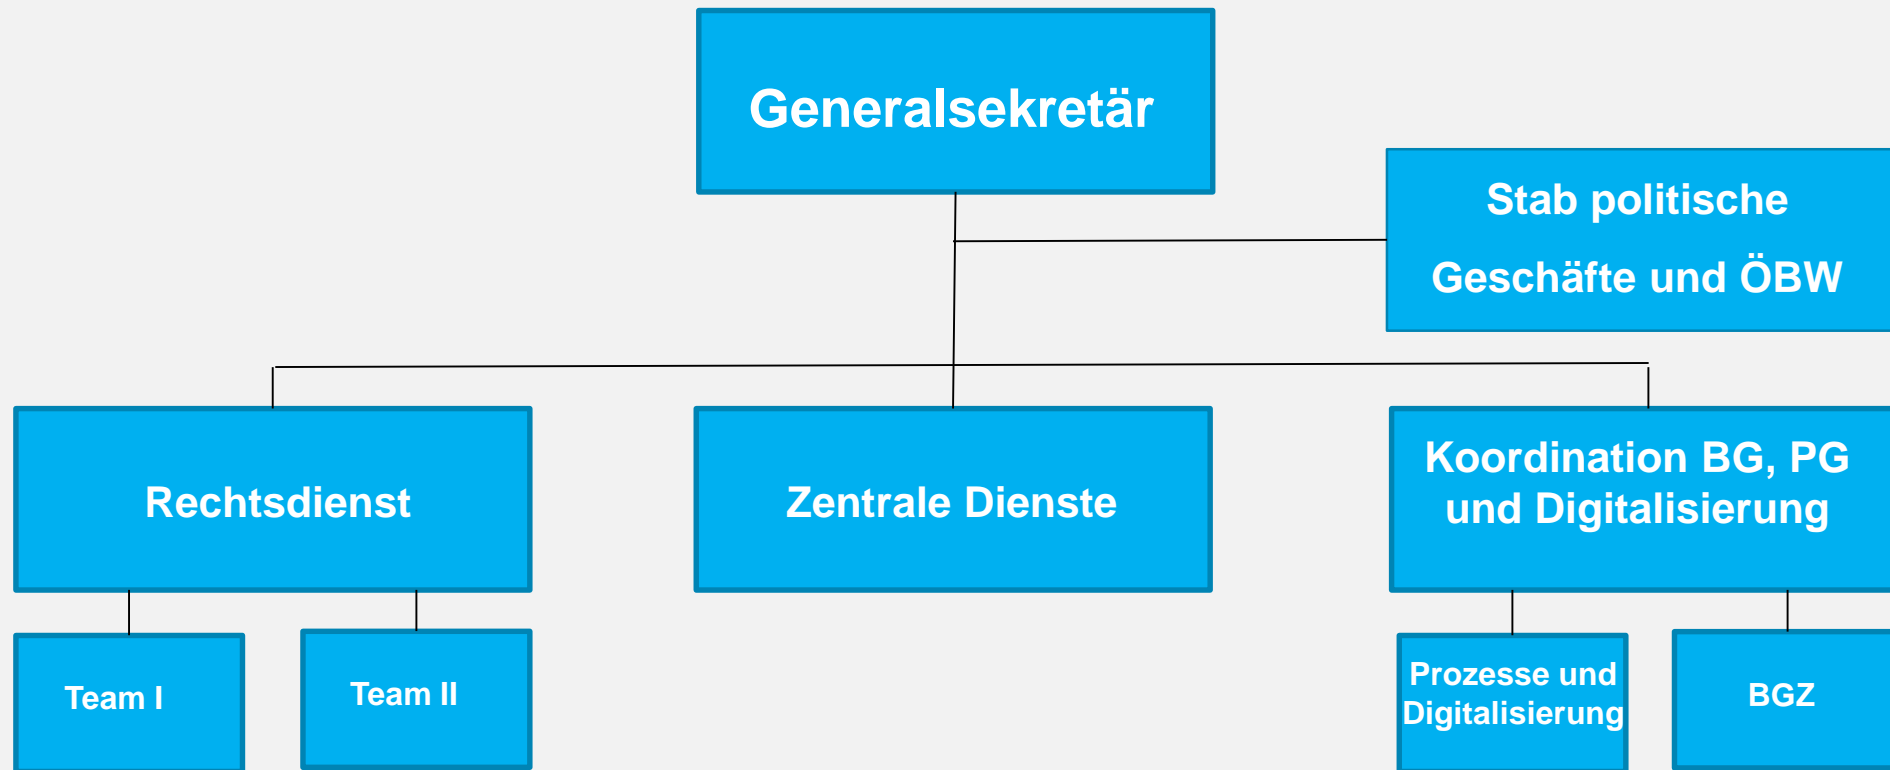 Generalsekretär
Stab politische
Geschäfte und ÖBW
Rechtsdienst
Zentrale Dienste
Koordination BG, PG
und Digitalisierung
Team I
Team II
Prozesse und
Digitalisierung
BGZ